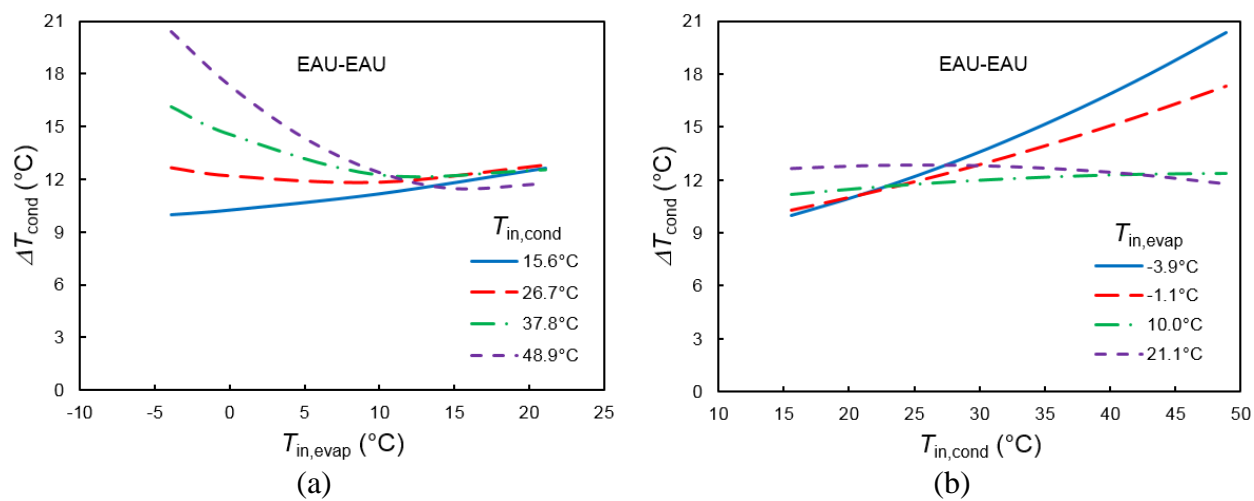 21
18
15
12
9
6
3
0
ΔTcond (°C)
EAU-EAU
Tin,cond
15.6°C
26.7°C
37.8°C
48.9°C
-10 -5 0 5 10 15 20 25
Tin,evap (°C)
(a)
21
18
15
12
9
6
3
0
ΔTcond (°C)
EAU-EAU
Tin,evap
-3.9°C
-1.1°C
10.0°C
21.1°C
10 15 20 25 30 35 40 45 50
Tin,cond (°C)
(b)